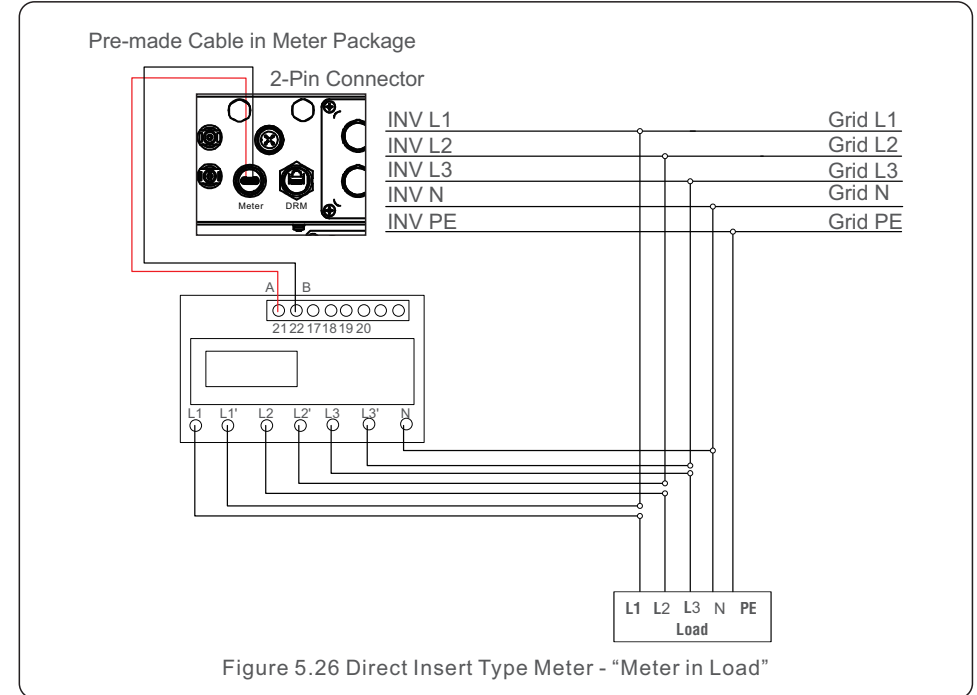 Pre-made Cable in Meter Package
2-Pin Connector
INV L1 Grid L1
INV L2 Grid L2
INV L3 Grid L3
INV N Grid N
INV PE Grid PE
Meter DRM
A B
21 22 17 18 19 20
L1 L1' L2 L2' L3 L3' N
L1 L2 L3 N PE
Load
Figure 5.26 Direct Insert Type Meter - “Meter in Load”